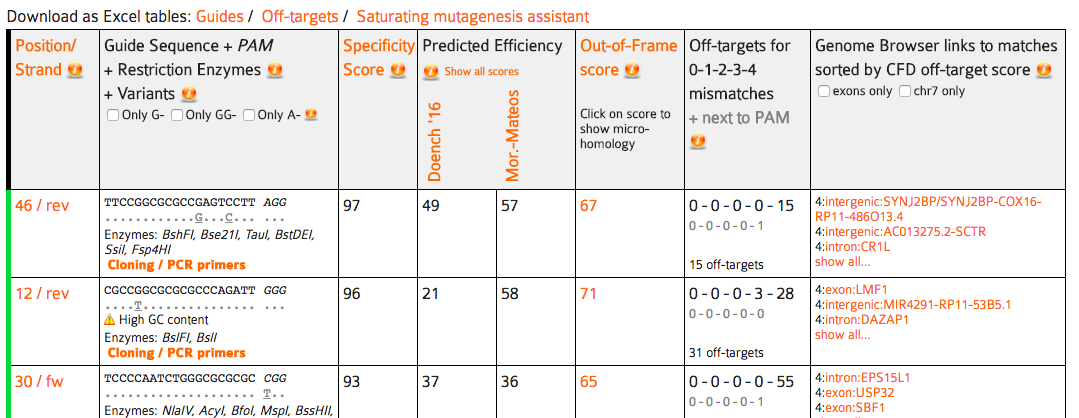 Download as Excel tables: Guides / Off-targets / Saturating mutagenesis assistant
Position/
Strand
Guide Sequence + PAM
+ Restriction Enzymes
+ Variants
Only G- Only GG- Only A-
Specificity
Score
Predicted Efficiency
Show all scores
Doench '16
Mor.-Mateos
Out-of-Frame
score
Click on score to
show micro-
homology
Off-targets for
0-1-2-3-4
mismatches
+ next to PAM
Genome Browser links to matches
sorted by CFD off-target score
exons only chr7 only
46 / rev
TTCCGGCGCGCCGAGTCCTT AGG
............G...C... ...
Enzymes: BshFI, Bse21I, TauI, BstDEI,
SsiI, Fsp4HI
Cloning / PCR primers
97
49
57
67
0 - 0 - 0 - 0 - 15
0 - 0 - 0 - 0 - 1
15 off-targets
4:intergenic:SYNJ2BP/SYNJ2BP-COX16-
RP11-486O13.4
4:intergenic:AC013275.2-SCTR
4:intron:CR1L
show all...
12 / rev
CGCCGGCGCGCGCCCAGATT GGG
....T............... ...
High GC content
Enzymes: BslFI, BslI
Cloning / PCR primers
96
21
58
71
0 - 0 - 0 - 3 - 28
0 - 0 - 0 - 0 - 0
31 off-targets
4:exon:LMF1
4:intergenic:MIR4291-RP11-53B5.1
4:intron:DAZAP1
show all...
30 / fw
TCCCCAATCTGGGCGCGCGC CGG
.................... T..
Enzymes: NlaIV, AcyI, BfoI, MspI, BssHII,
93
37
36
65
0 - 0 - 0 - 0 - 55
0 - 0 - 0 - 0 - 1
4:intron:EPS15L1
4:exon:USP32
4:exon:SBF1